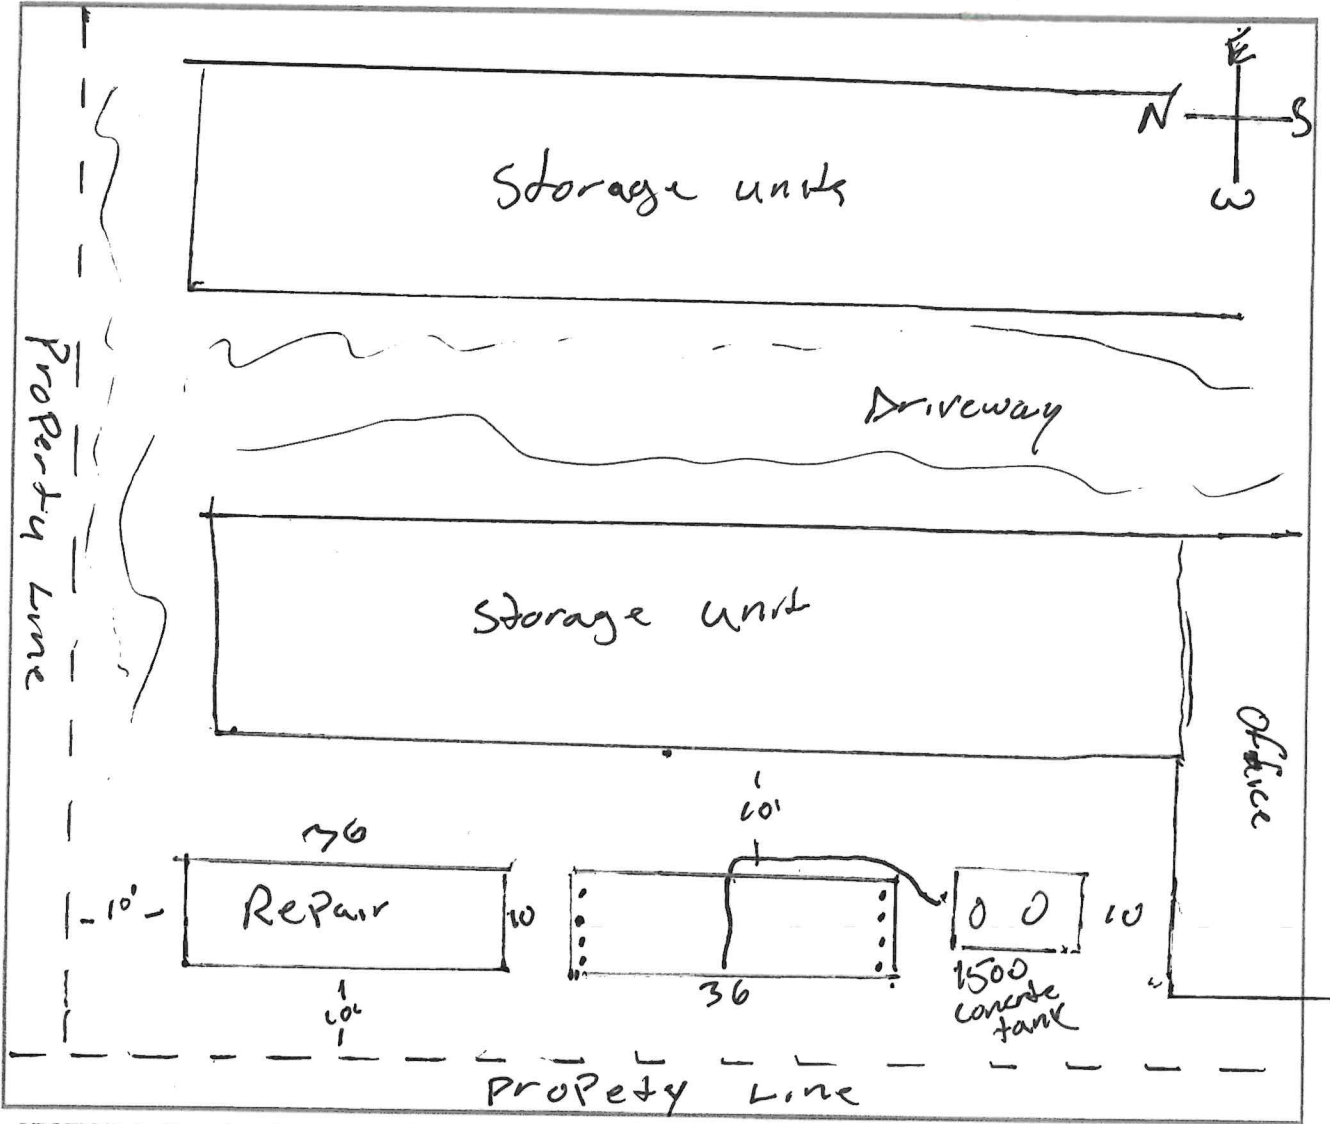 E
N S
W
Storage units
Driveway
ProPerty Line
Storage unit
Office
10'
36
10'
RePair
10
10
1500
concrete
tank
36
10'
ProPety Line